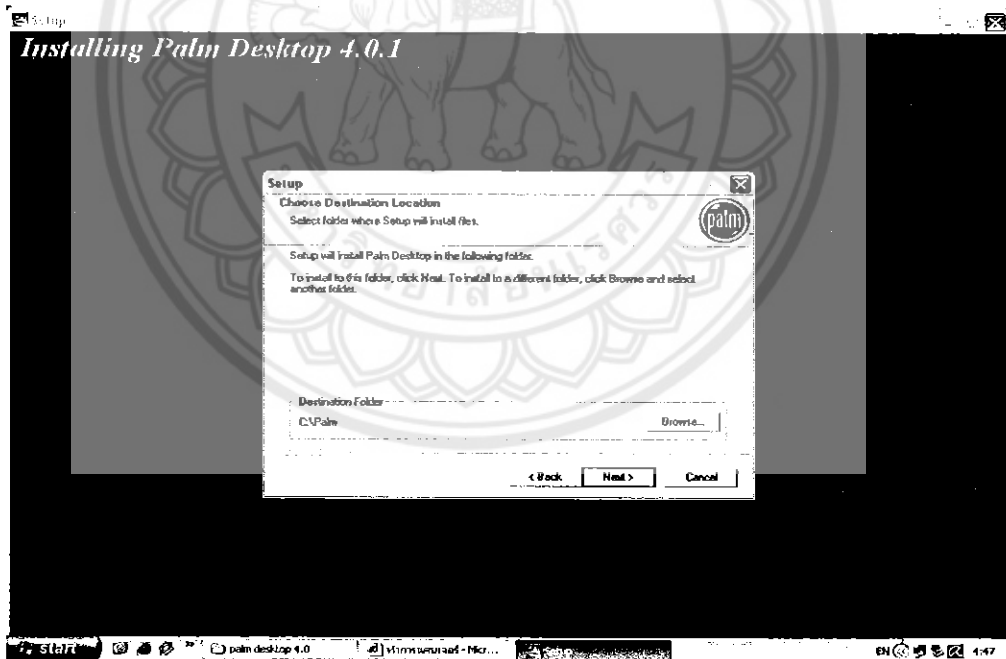 Setup
Installing Palm Desktop 4.0.1
Setup
Choose Destination Location
Select folder where Setup will install files.
palm
Setup will install Palm Desktop in the following folder.
To install to this folder, click Next. To install to a different folder, click Browse and select
another folder.
Destination Folder
C:\Palm
Browse...
< Back
Next >
Cancel
start
palm desktop 4.0
- Micr...
Setup
EN
4:47